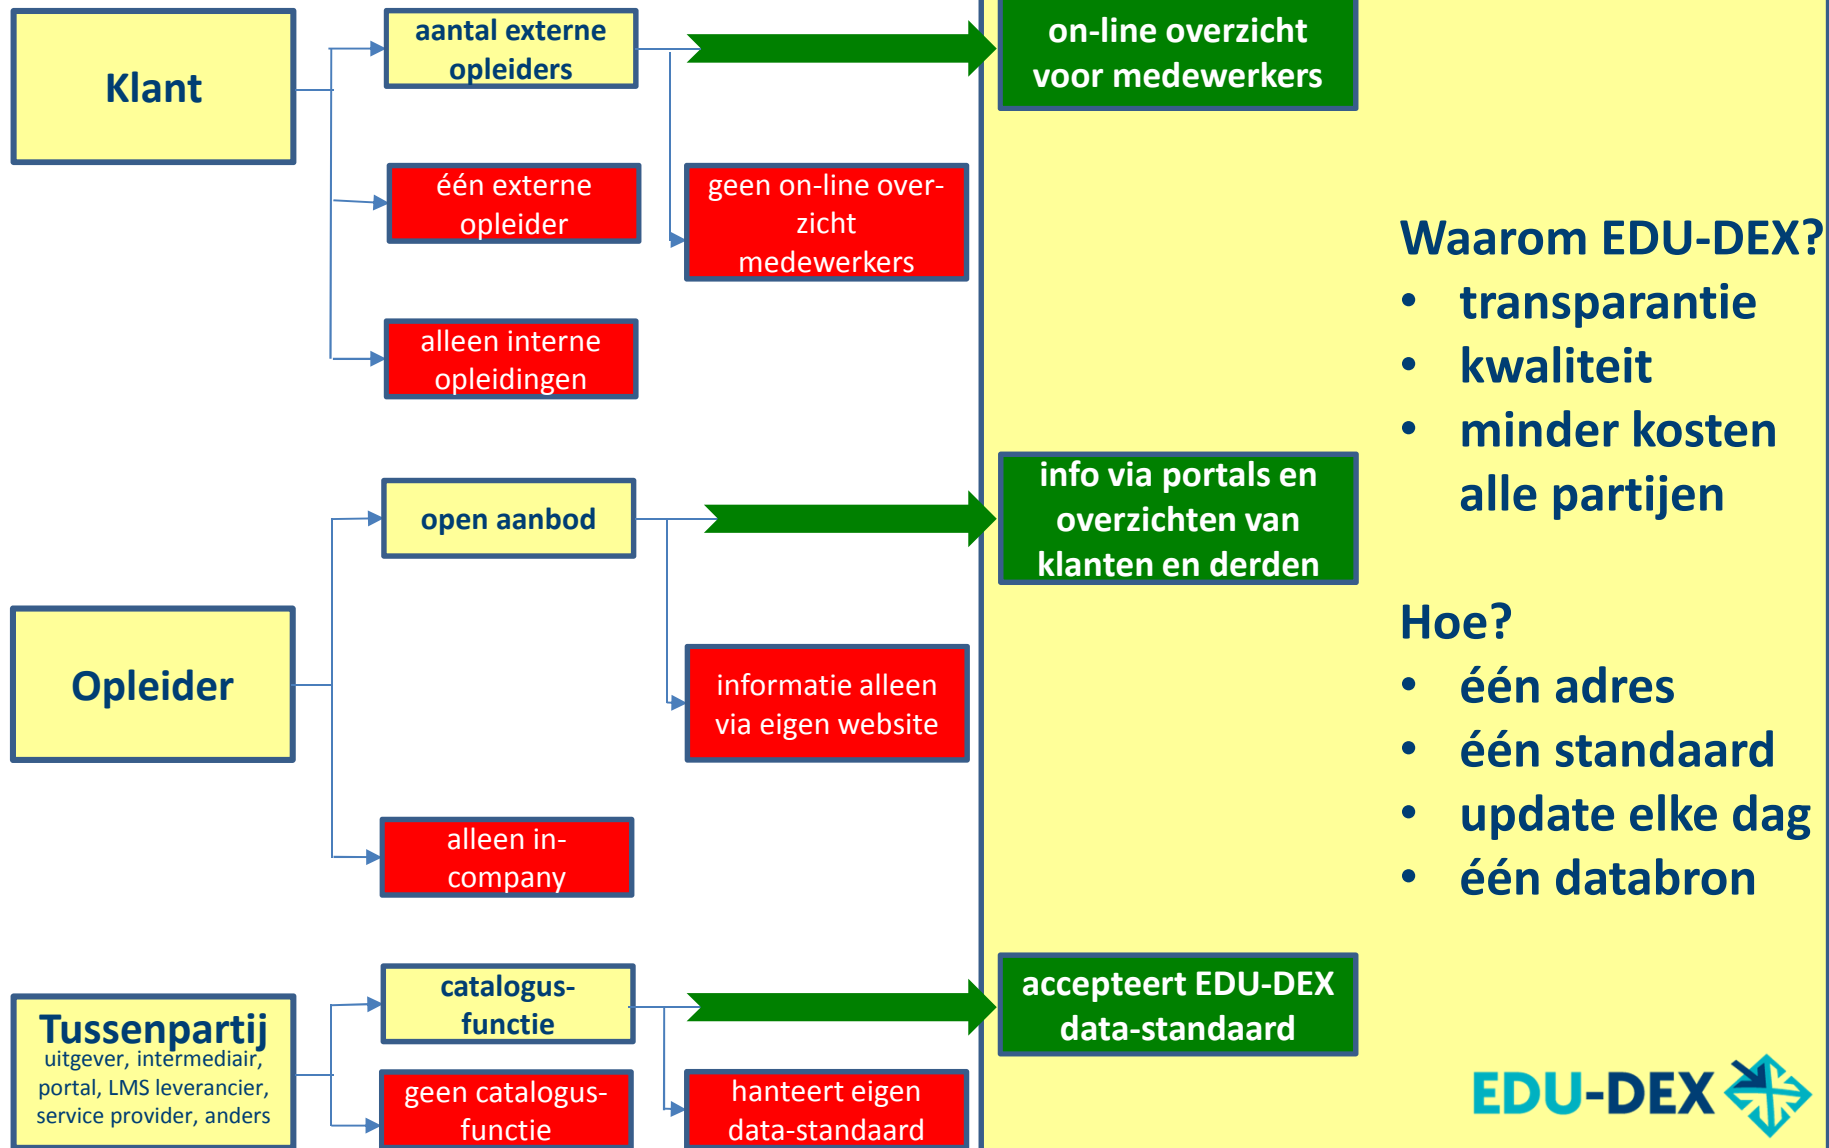 Klant
aantal externe
opleiders
on-line overzicht
voor medewerkers
één externe
opleider
geen on-line over-
zicht
medewerkers
alleen interne
opleidingen
Opleider
open aanbod
info via portals en
overzichten van
klanten en derden
informatie alleen
via eigen website
alleen in-
company
Tussenpartij
uitgever, intermediair,
portal, LMS leverancier,
service provider, anders
catalogus-
functie
accepteert EDU-DEX
data-standaard
geen catalogus-
functie
hanteert eigen
data-standaard
Waarom EDU-DEX?
• transparantie
• kwaliteit
• minder kosten
alle partijen
Hoe?
• één adres
• één standaard
• update elke dag
• één databron
EDU-DEX